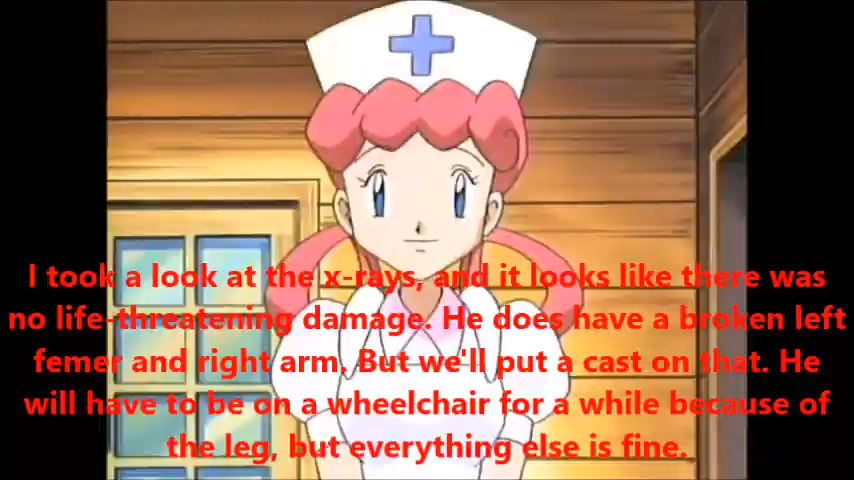 I took a look at the x-rays, and it looks like there was
no life-threatening damage. He does have a broken left
femer and right arm. But we'll put a cast on that. He
will have to be on a wheelchair for a while because of
the leg, but everything else is fine.